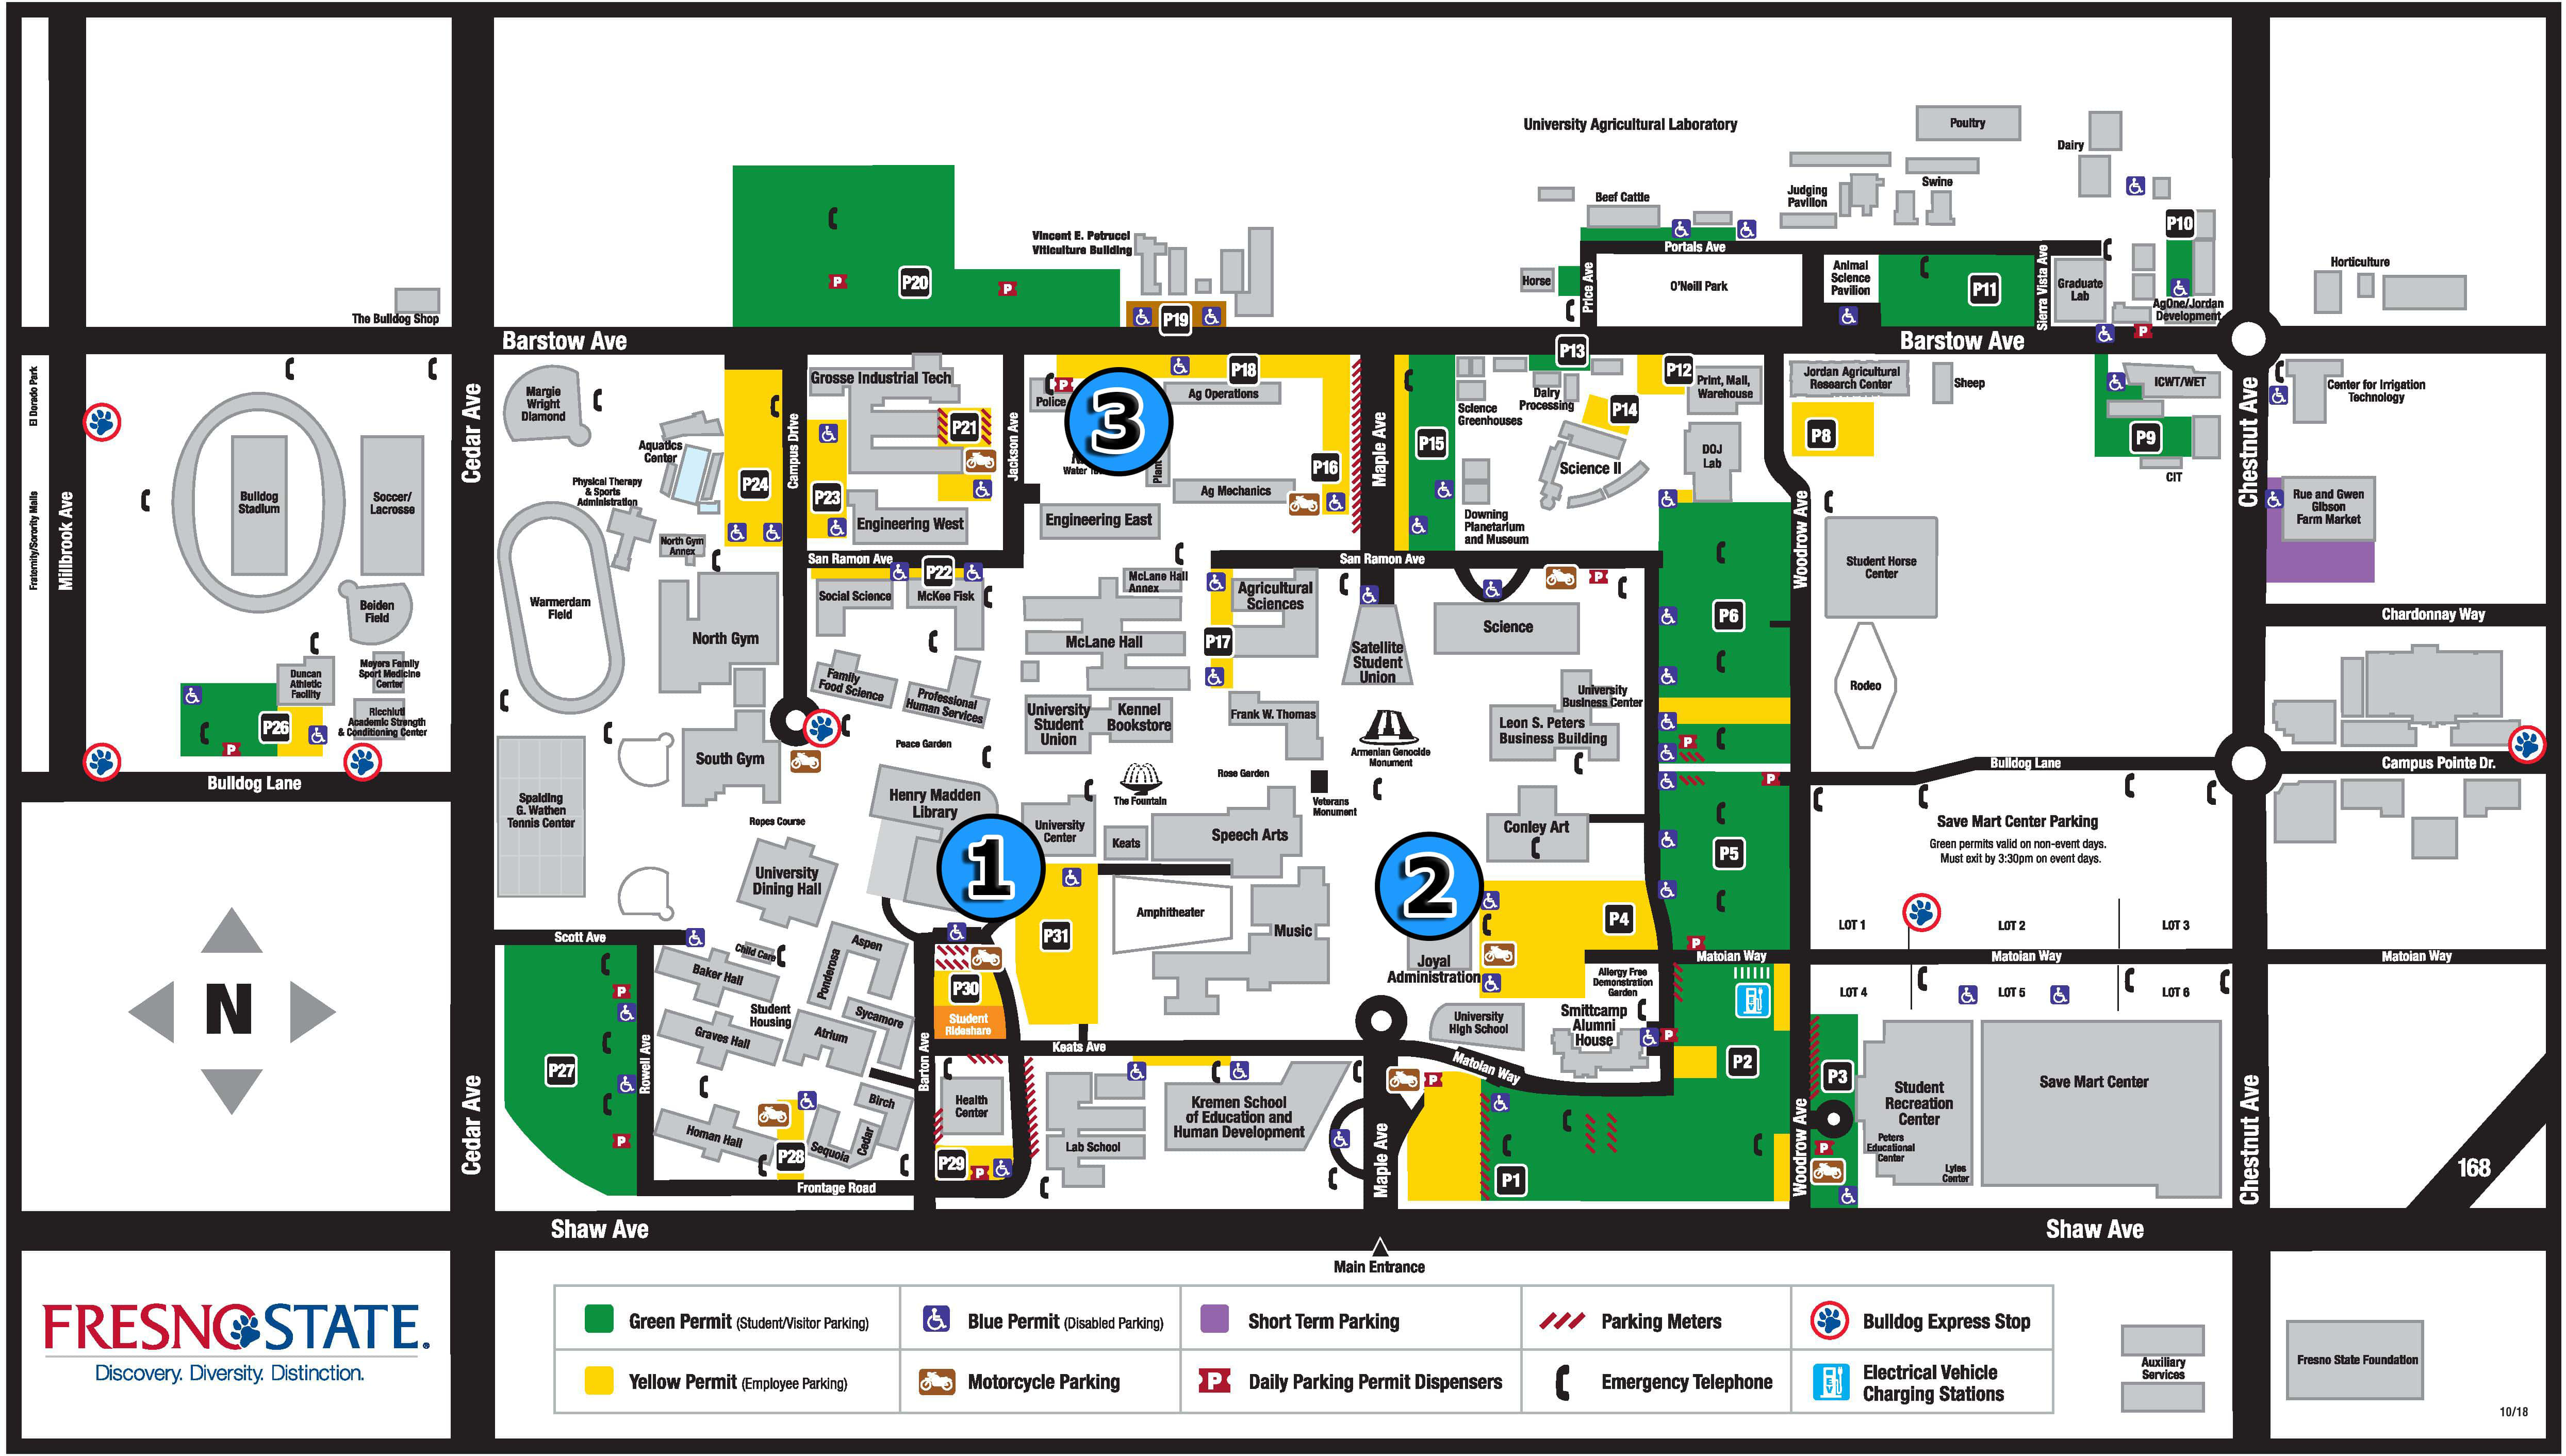 University Agricultural Laboratory
Poultry
Dairy
Judging
Pavilion
Swine
Beef Cattle
P10
Vincent E. Petrucci
Viticulture Building
Portals Ave
Horse
Price Ave
O'Neill Park
Animal
Science
Pavilion
P11
Sierra Vista Ave
Graduate
Lab
AgOne/Jordan
Development
Horticulture
P20
P
P
P19
The Bulldog Shop
Barstow Ave
Barstow Ave
P
El Dorado Park
Fraternity/Sorority Malls
Millbrook Ave
Cedar Ave
Margie
Wright
Diamond
Aquatics
Center
Physical Therapy
& Sports
Administration
North Gym
Annex
P24
Campus Drive
Grosse Industrial Tech
P21
P23
Engineering West
Jackson Ave
Police
P
3
Water
Plant
P18
Ag Operations
Ag Mechanics
P16
Engineering East
Maple Ave
P15
P13
Science
Greenhouses
Dairy
Processing
P14
P12
Print, Mail,
Warehouse
Science II
DOJ
Lab
Downing
Planetarium
and Museum
Jordan Agricultural
Research Center
Sheep
P8
ICWT/WET
P9
CIT
Chestnut Ave
Center for Irrigation
Technology
Rue and Gwen
Gibson
Farm Market
Chardonnay Way
Bulldog
Stadium
Soccer/
Lacrosse
Beiden
Field
Duncan
Athletic
Facility
Meyers Family
Sport Medicine
Center
Ricchiuti
Academic Strength
& Conditioning Center
P26
P
Bulldog Lane
Warmerdam
Field
North Gym
San Ramon Ave
P22
Social Science
McKee Fisk
Family
Food Science
Professional
Human Services
Peace Garden
South Gym
McLane Hall
Annex
McLane Hall
University
Student
Union
Kennel
Bookstore
P17
Agricultural
Sciences
Frank W. Thomas
San Ramon Ave
Satellite
Student
Union
P
Science
University
Business Center
Leon S. Peters
Business Building
Armenian Genocide
Monument
P6
P
Woodrow Ave
Student Horse
Center
Rodeo
Bulldog Lane
Campus Pointe Dr.
Spalding
G. Wathen
Tennis Center
Ropes Course
University
Dining Hall
Henry Madden
Library
1
The Fountain
University
Center
Keats
Speech Arts
Rose Garden
Veterans
Monument
Amphitheater
Music
P31
2
Conley Art
P
P5
P
P4
Joyal
Administration
Matoian Way
Allergy Free
Demonstration
Garden
Save Mart Center Parking
Green permits valid on non-event days.
Must exit by 3:30pm on event days.
LOT 1
LOT 2
LOT 3
Matoian Way
Matoian Way
LOT 4
LOT 5
LOT 6
N
Scott Ave
P
P27
P
Rowell Ave
Child Care
Baker Hall
Ponderosa
Aspen
Student
Housing
Sycamore
Graves Hall
Atrium
Homan Hall
P28
Sequoia
Cedar
Birch
Frontage Road
Barton Ave
P30
Student
Rideshare
Health
Center
P29
P
Keats Ave
Lab School
Kremen School
of Education and
Human Development
University
High School
Smittcamp
Alumni
House
P
Matoian Way
P
EV
P2
P1
Maple Ave
Woodrow Ave
P3
P
Student
Recreation
Center
Peters
Educational
Center
Lyles
Center
Save Mart Center
Chestnut Ave
168
Cedar Ave
Shaw Ave
Shaw Ave
Main Entrance
FRESNO STATE.
Discovery. Diversity. Distinction.
Green Permit (Student/Visitor Parking)
Blue Permit (Disabled Parking)
Short Term Parking
Parking Meters
Bulldog Express Stop
Yellow Permit (Employee Parking)
Motorcycle Parking
P
Daily Parking Permit Dispensers
Emergency Telephone
EV
Electrical Vehicle
Charging Stations
Auxiliary
Services
Fresno State Foundation
10/18